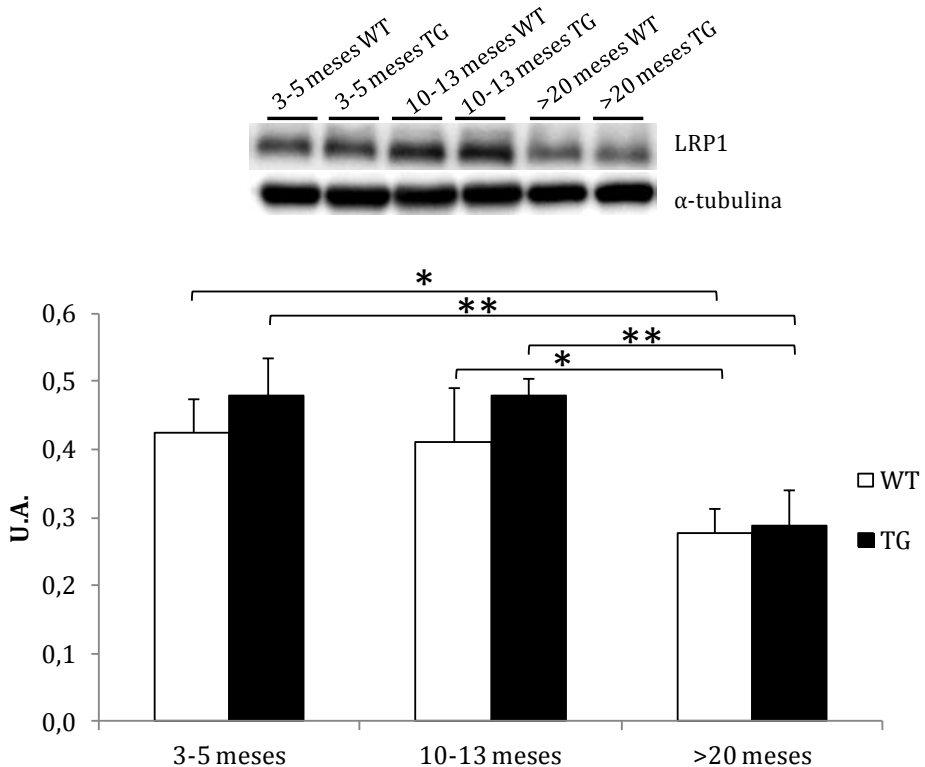 3-5 meses WT
3-5 meses TG
10-13 meses WT
10-13 meses TG
>20 meses WT
>20 meses TG
LRP1
α-tubulina
*
**
**
*
0,6
0,5
0,4
0,3
0,2
0,1
0,0
U.A.
WT
TG
3-5 meses
10-13 meses
>20 meses